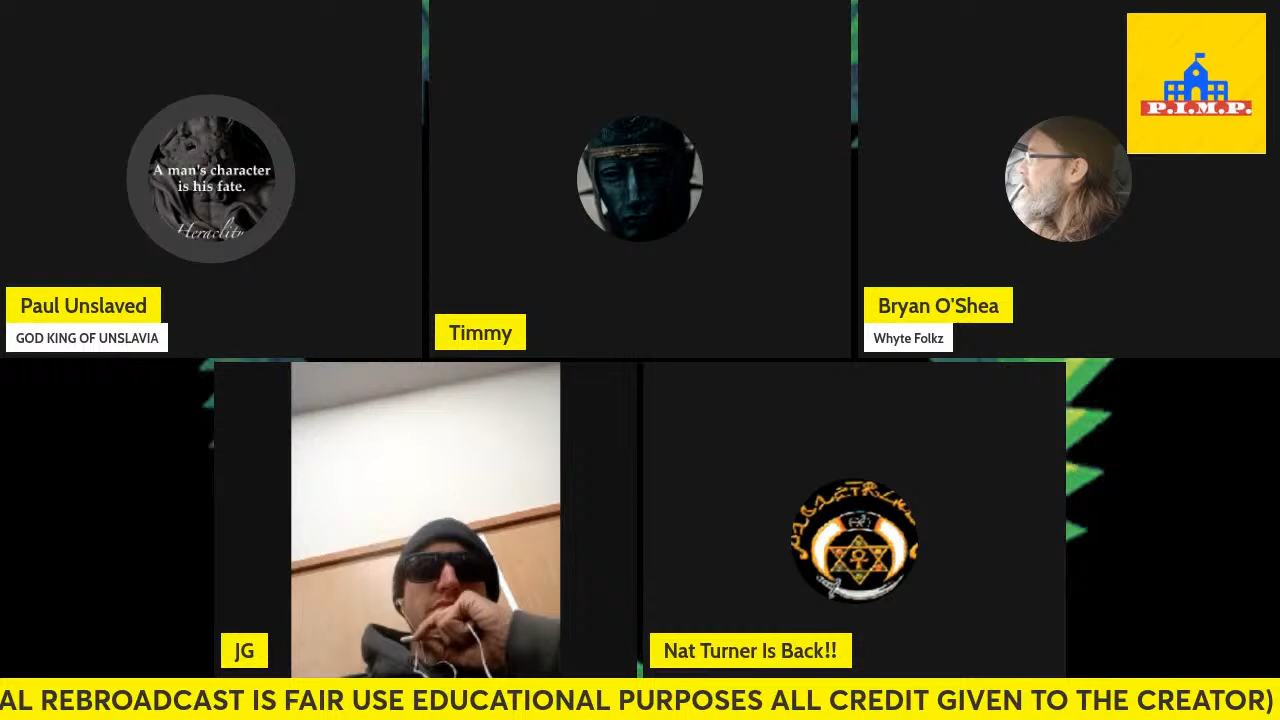 A man's character
is his fate.
P.I.M.P.
Paul Unslaved
GOD KING OF UNSLAVIA
Timmy
Bryan O'Shea
Whyte Folkz
JG
Nat Turner Is Back!!
AL REBROADCAST IS FAIR USE EDUCATIONAL PURPOSES ALL CREDIT GIVEN TO THE CREATOR)